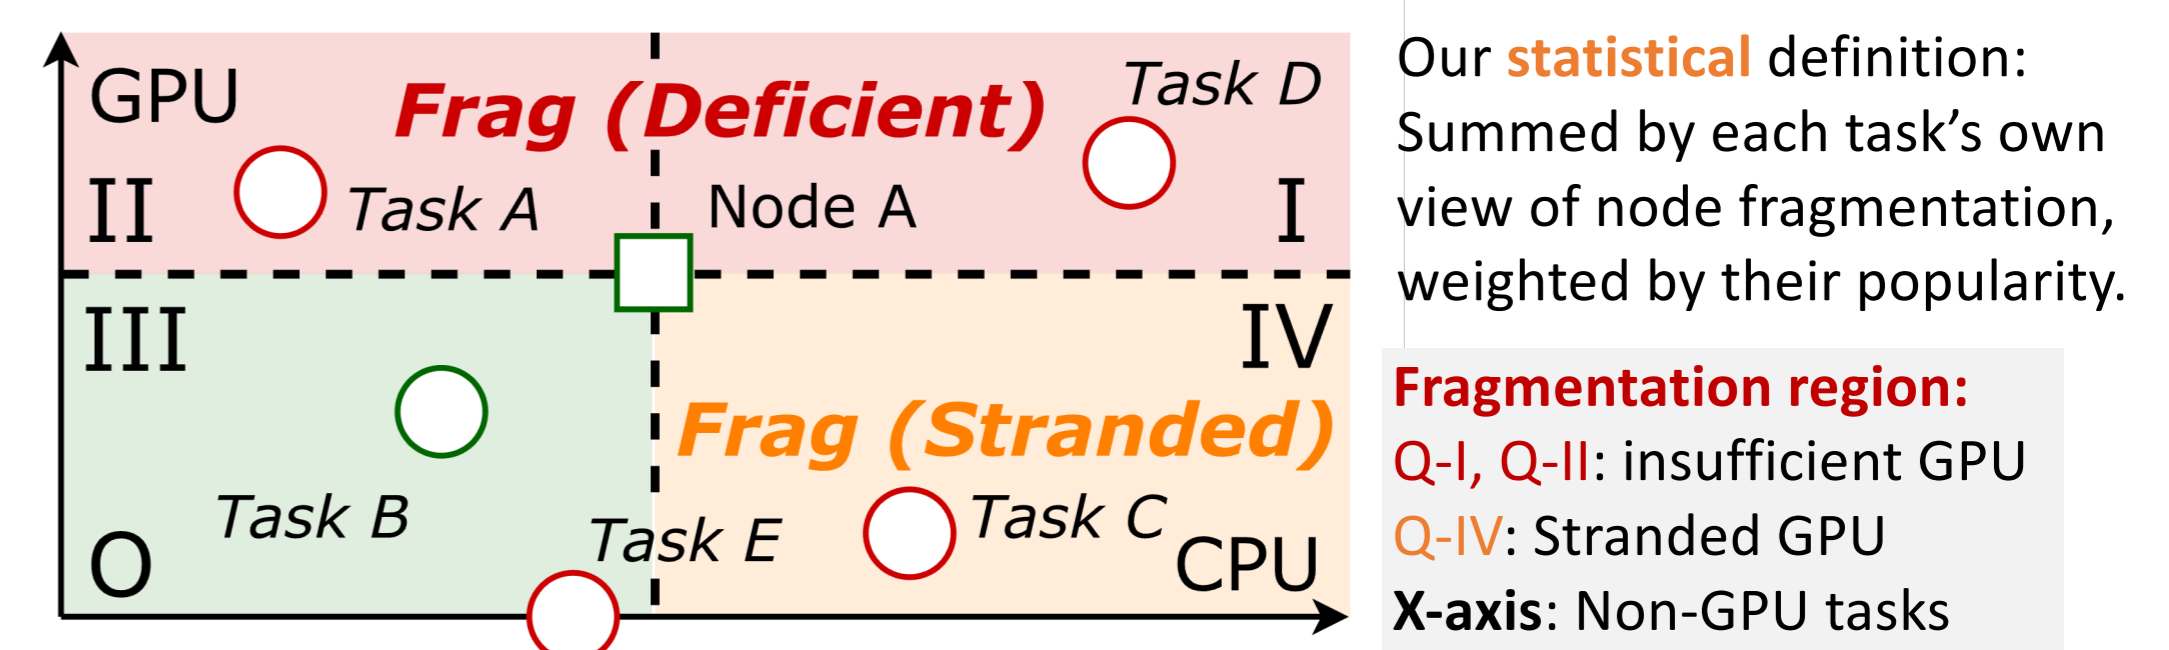 GPU
Frag (Deficient)
Task D
II
Task A
Node A
I
III
IV
Frag (Stranded)
Task B
Task E
Task C
O
CPU
Our statistical definition:
Summed by each task’s own
view of node fragmentation,
weighted by their popularity.
Fragmentation region:
Q-I, Q-II: insufficient GPU
Q-IV: Stranded GPU
X-axis: Non-GPU tasks